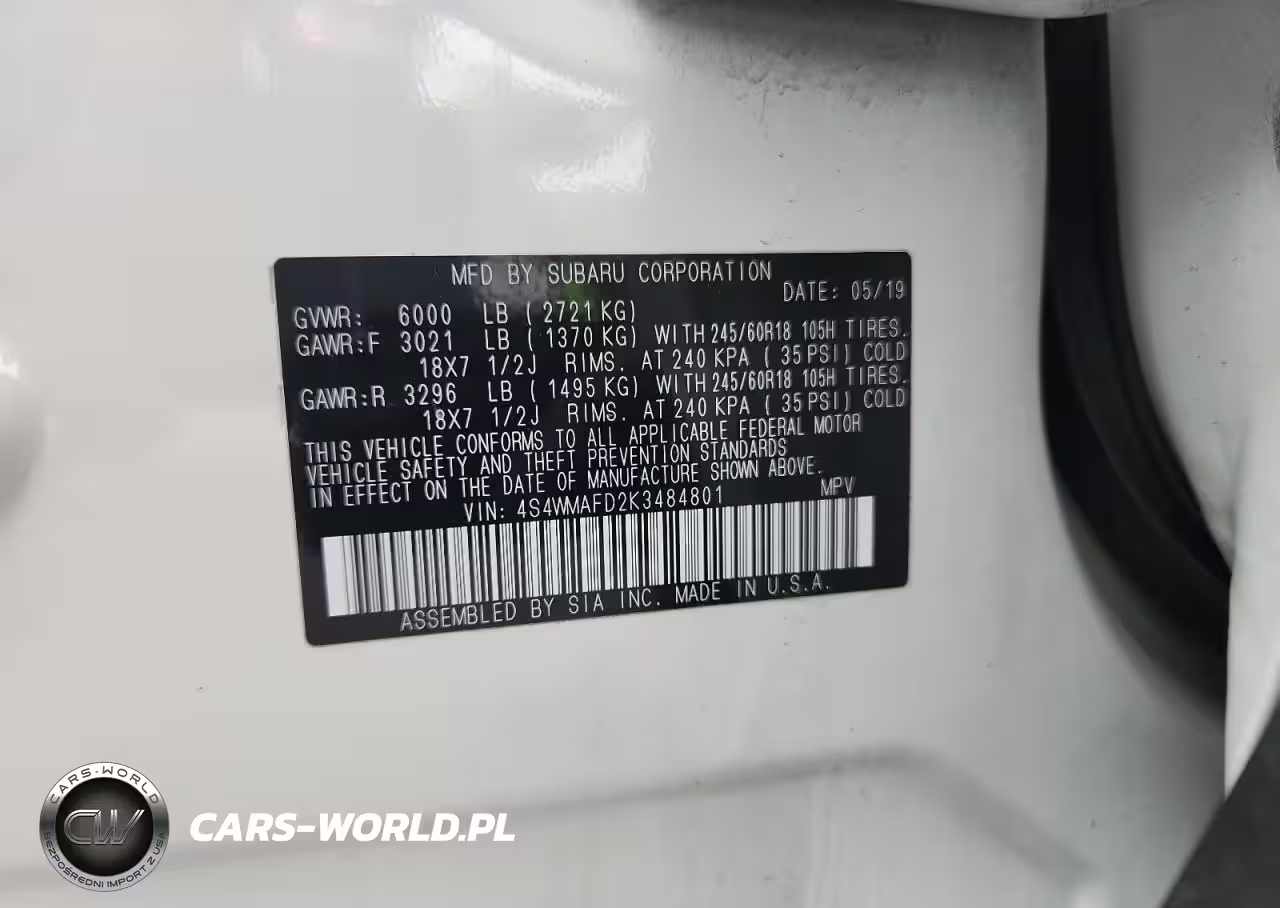 MFD BY SUBARU CORPORATION
DATE: 05/19
GVWR: 6000 LB ( 2721 KG)
GAWR:F 3021 LB ( 1370 KG) WITH 245/60R18 105H TIRES.
18X7 1/2J RIMS. AT 240 KPA ( 35 PSI) COLD
GAWR:R 3296 LB ( 1495 KG) WITH 245/60R18 105H TIRES.
18X7 1/2J RIMS. AT 240 KPA ( 35 PSI) COLD
THIS VEHICLE CONFORMS TO ALL APPLICABLE FEDERAL MOTOR
VEHICLE SAFETY AND THEFT PREVENTION STANDARDS
IN EFFECT ON THE DATE OF MANUFACTURE SHOWN ABOVE.
VIN: 4S4WMAFD2K3484801 MPV
ASSEMBLED BY SIA INC. MADE IN U.S.A.
CARS-WORLD
CW
BEZPOŚREDNI IMPORT Z USA
CARS-WORLD.PL